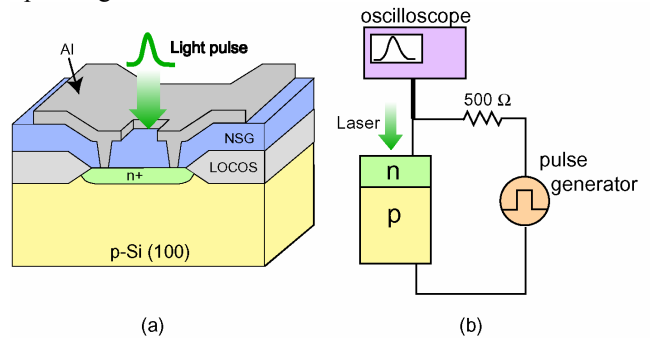 Al
Light pulse
NSG
LOCOS
n+
p-Si (100)
(a)
oscilloscope
500 Ω
Laser
n
p
pulse
generator
(b)